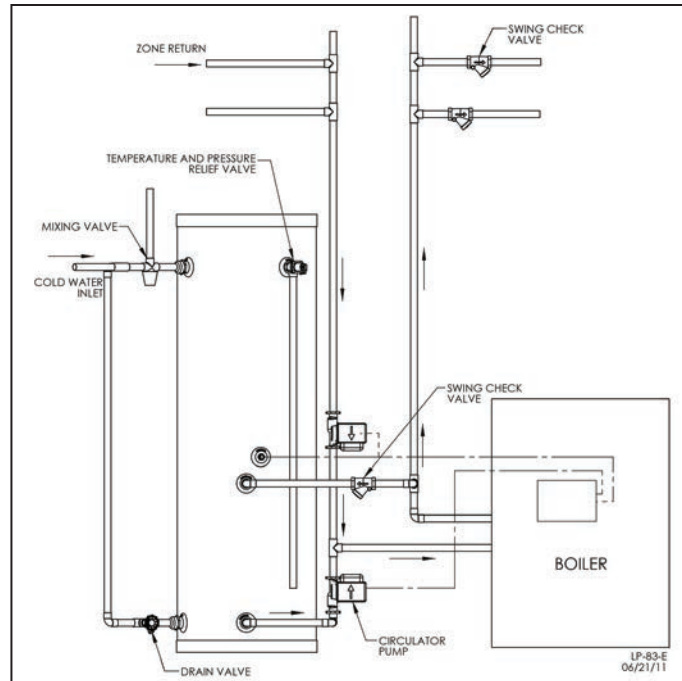 SWING CHECK
VALVE
ZONE RETURN
TEMPERATURE AND PRESSURE
RELIEF VALVE
MIXING VALVE
COLD WATER
INLET
SWING CHECK
VALVE
BOILER
CIRCULATOR
PUMP
DRAIN VALVE
LP-83-E
06/21/11